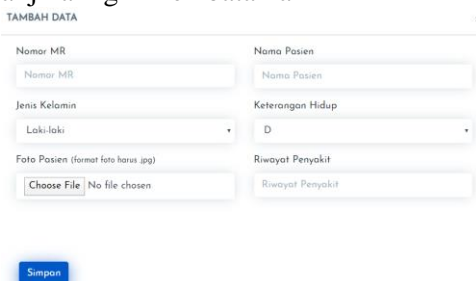 TAMBAH DATA
Nomor MR
Nama Pasien
Nomor MR
Nama Pasien
Jenis Kelamin
Keterangan Hidup
Laki-laki
D
Foto Pasien (format foto harus .jpg)
Riwayat Penyakit
Choose File No file chosen
Riwayat Penyakit
Simpan